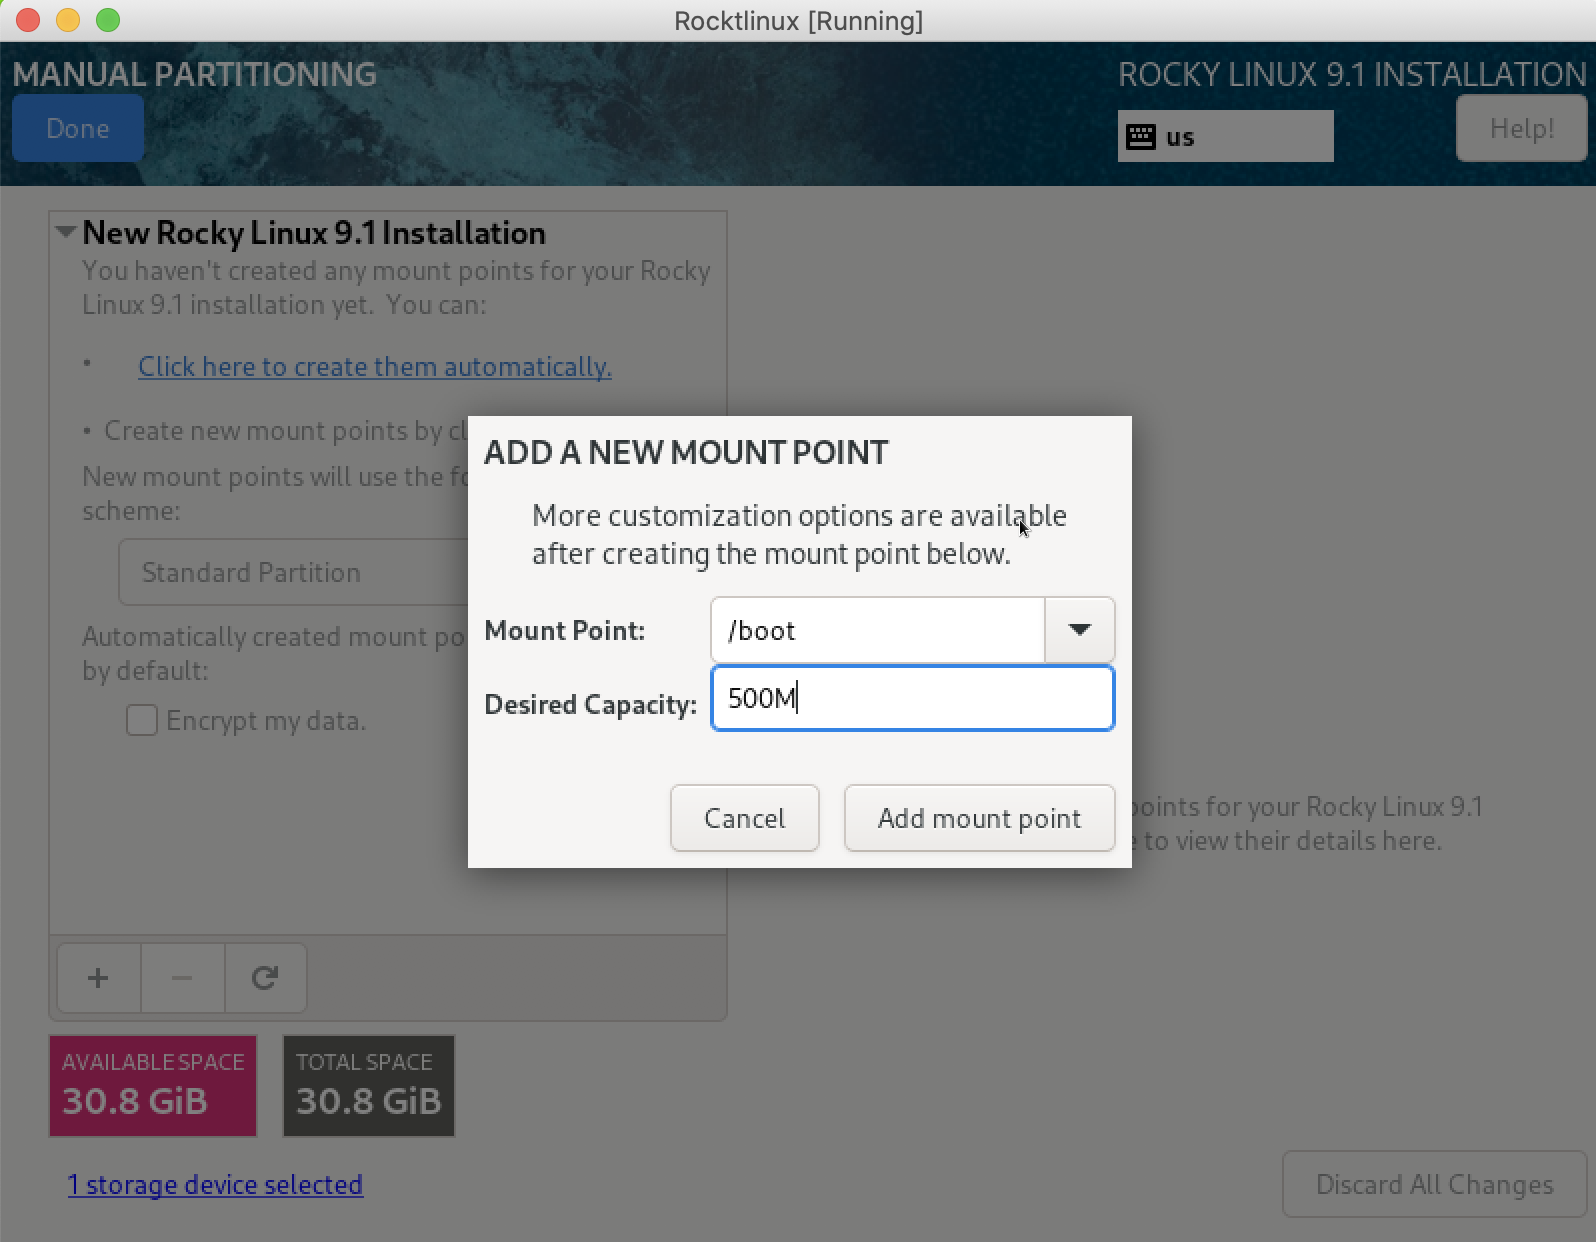 Rocktlinux [Running]
MANUAL PARTITIONING
ROCKY LINUX 9.1 INSTALLATION
Done
us
Help!
New Rocky Linux 9.1 Installation
You haven't created any mount points for your Rocky
Linux 9.1 installation yet. You can:
• Click here to create them automatically.
• Create new mount points by cl
New mount points will use the fo
scheme:
Standard Partition
Automatically created mount po
by default:
Encrypt my data.
ADD A NEW MOUNT POINT
More customization options are available
after creating the mount point below.
Mount Point:
/boot
Desired Capacity:
500M
Cancel
Add mount point
points for your Rocky Linux 9.1
e to view their details here.
+
−
AVAILABLE SPACE
30.8 GiB
TOTAL SPACE
30.8 GiB
1 storage device selected
Discard All Changes